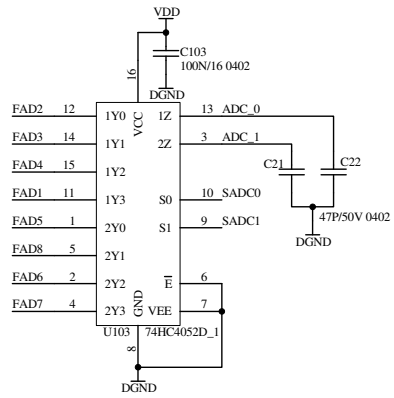 VDD
C103
100N/16 0402
16
DGND
FAD2 12 1Y0 VCC 1Z 13 ADC_0
FAD3 14 1Y1 2Z 3 ADC_1
FAD4 15 1Y2 C21 C22
FAD1 11 1Y3 S0 10 SADC0
FAD5 1 2Y0 S1 9 SADC1
47P/50V 0402
FAD8 5 2Y1 DGND
FAD6 2 2Y2 E 6
FAD7 4 2Y3 GND VEE 7
U103 74HC4052D_1
8
DGND